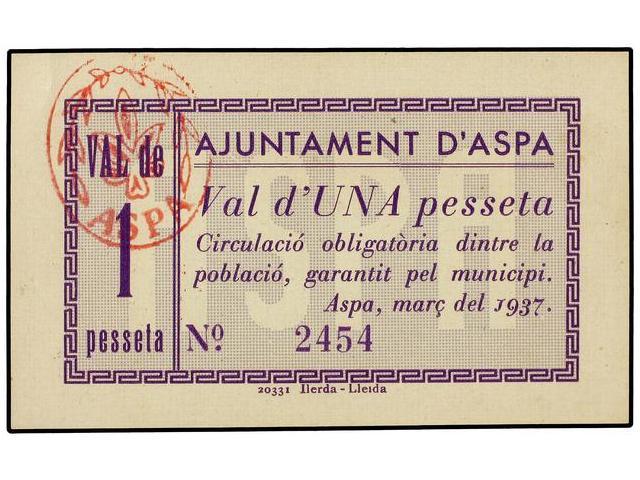 VAL de
1
pesseta
AJUNTAMENT D'ASPA
Val d'UNA pesseta
Circulació obligatòria dintre la
població, garantit pel municipi.
Aspa, març del 1937.
Nº 2454
ASPA
ASPA
20331 Ilerda - Lleida